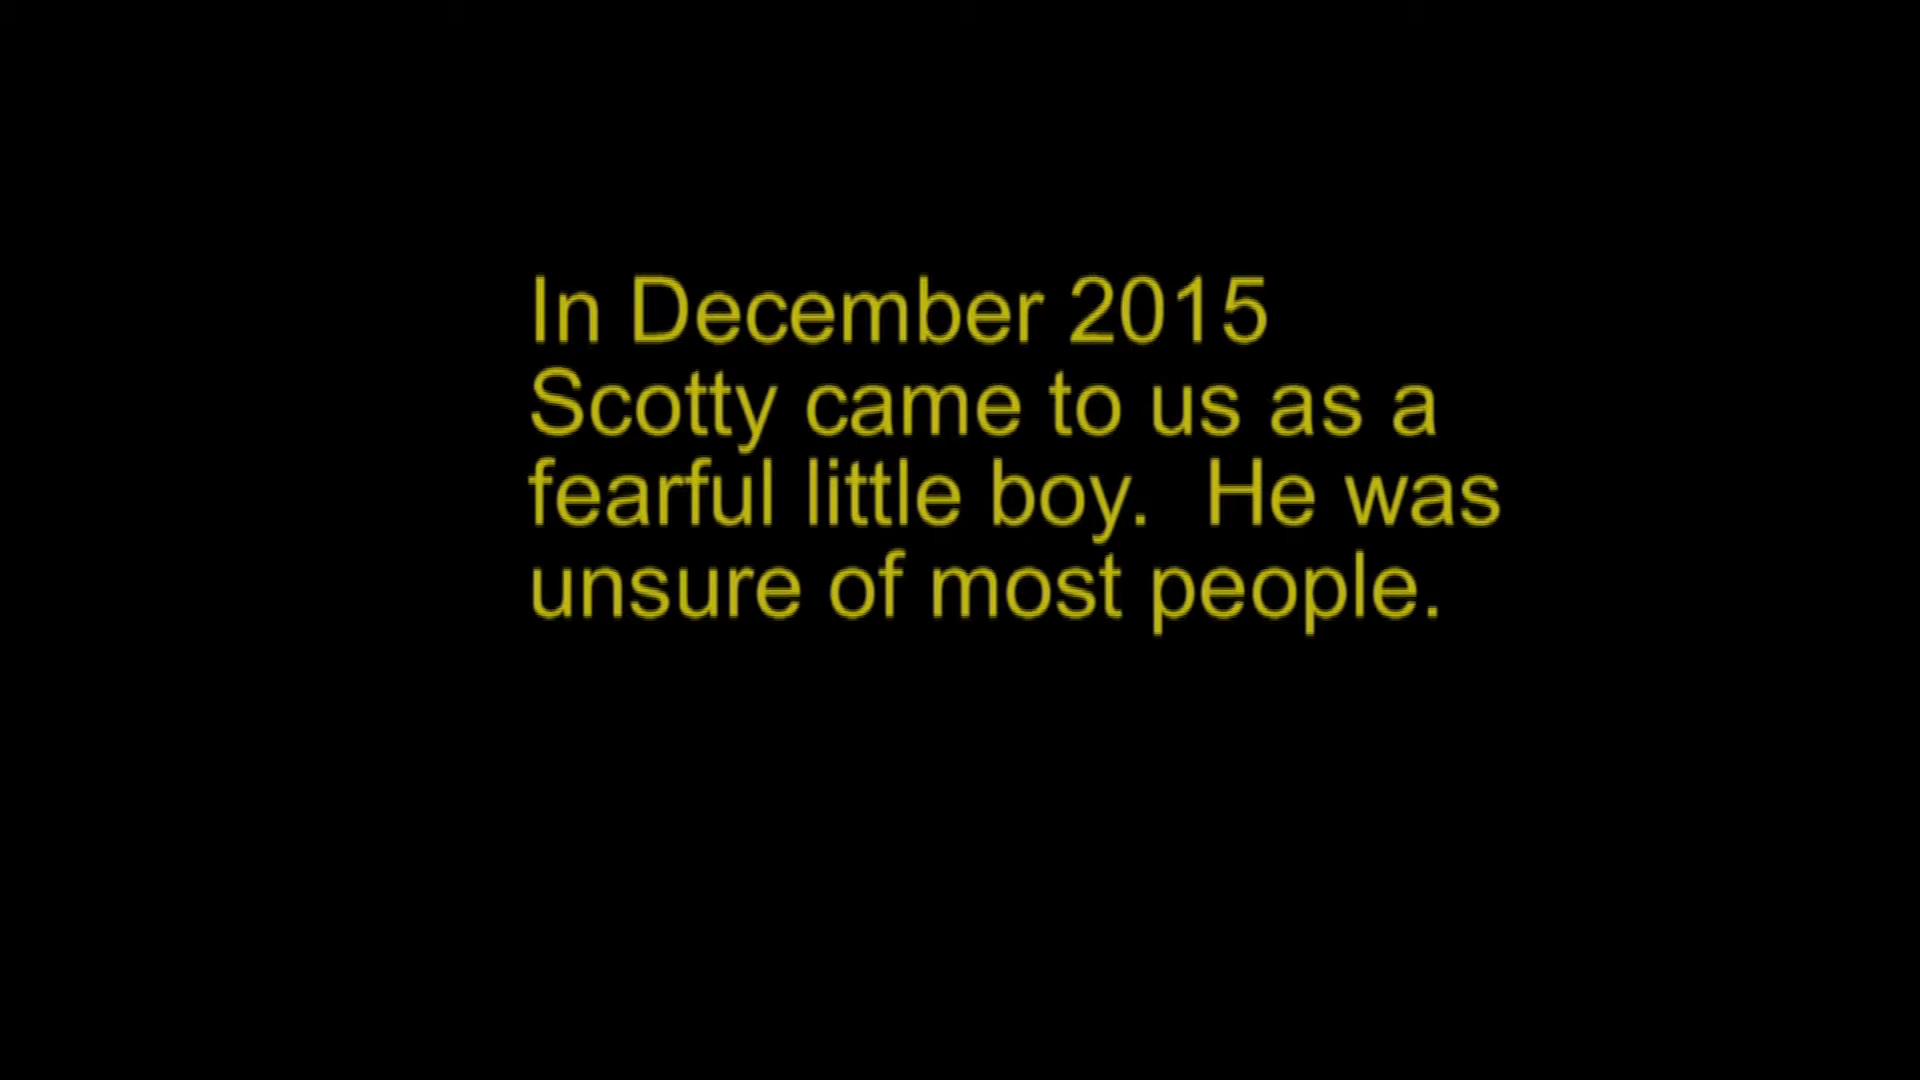 In December 2015
Scotty came to us as a
fearful little boy.  He was
unsure of most people.